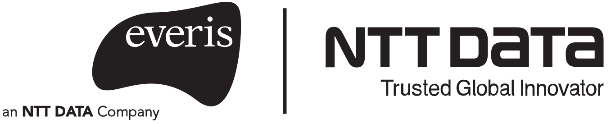 everis
an NTT DATA Company
NTT DATA
Trusted Global Innovator